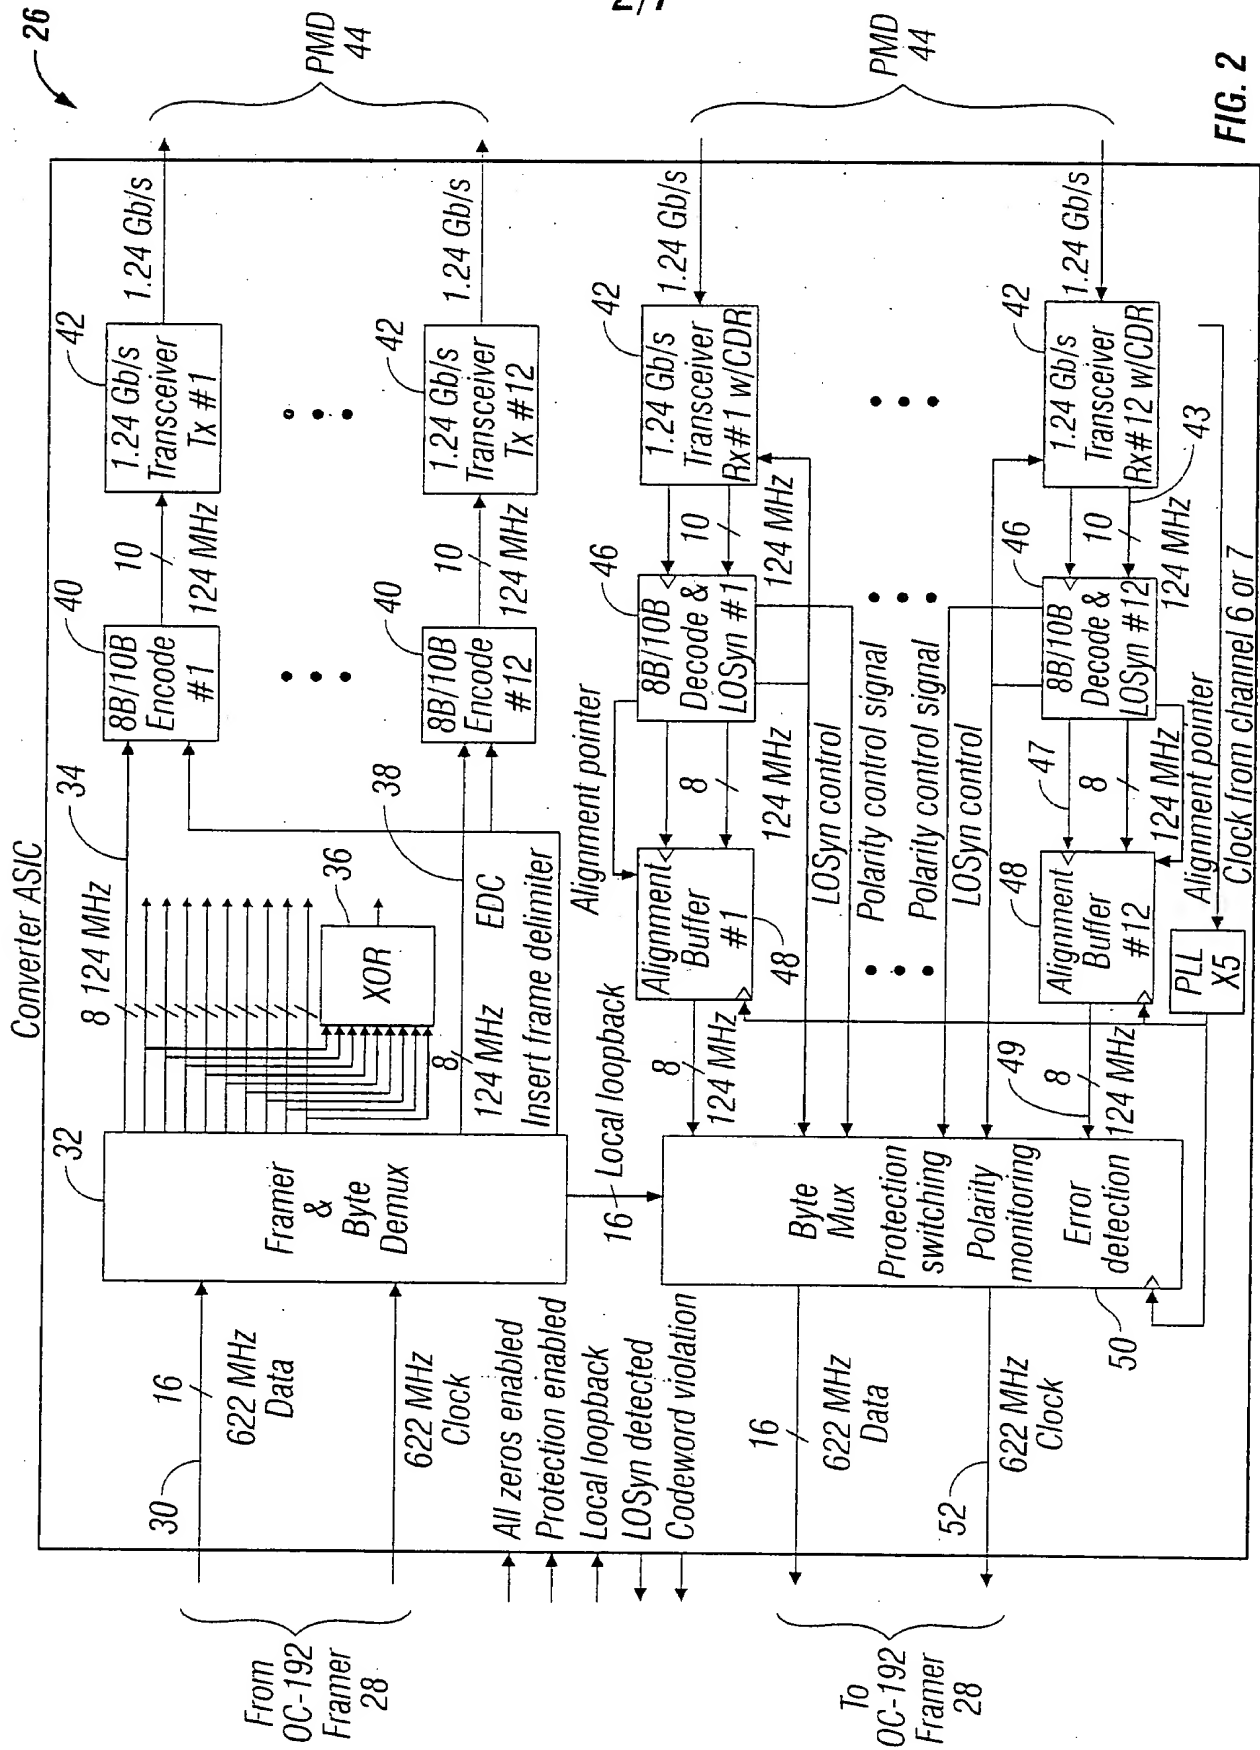 2/7
26
Converter ASIC
From
OC-192
Framer
28
30
16
622 MHz
Data
622 MHz
Clock
32
Framer
&
Byte
Demux
8
124 MHz
34
36
XOR
8
124 MHz
EDC
38
Insert frame delimiter
40
8B/10B
Encode
#1
10
124 MHz
42
1.24 Gb/s
Transceiver
Tx #1
1.24 Gb/s
40
8B/10B
Encode
#12
10
124 MHz
42
1.24 Gb/s
Transceiver
Tx #12
1.24 Gb/s
PMD
44
All zeros enabled
Protection enabled
Local loopback
LOSyn detected
Codeword violation
16
Local loopback
To
OC-192
Framer
28
16
622 MHz
Data
52
622 MHz
Clock
50
Byte
Mux
Protection
switching
Polarity
monitoring
Error
detection
8
124 MHz
Alignment pointer
Alignment
Buffer
#1
48
8
124 MHz
46
8B/10B
Decode &
LOSyn #1
10
124 MHz
42
1.24 Gb/s
Transceiver
Rx#1 w/CDR
1.24 Gb/s
LOSyn control
Polarity control signal
Polarity control signal
LOSyn control
49
8
124 MHz
48
Alignment
Buffer
#12
47
8
124 MHz
Alignment pointer
46
8B/10B
Decode &
LOSyn #12
10
43
124 MHz
42
1.24 Gb/s
Transceiver
Rx#12 w/CDR
1.24 Gb/s
PMD
44
PLL
X5
Clock from channel 6 or 7
FIG. 2